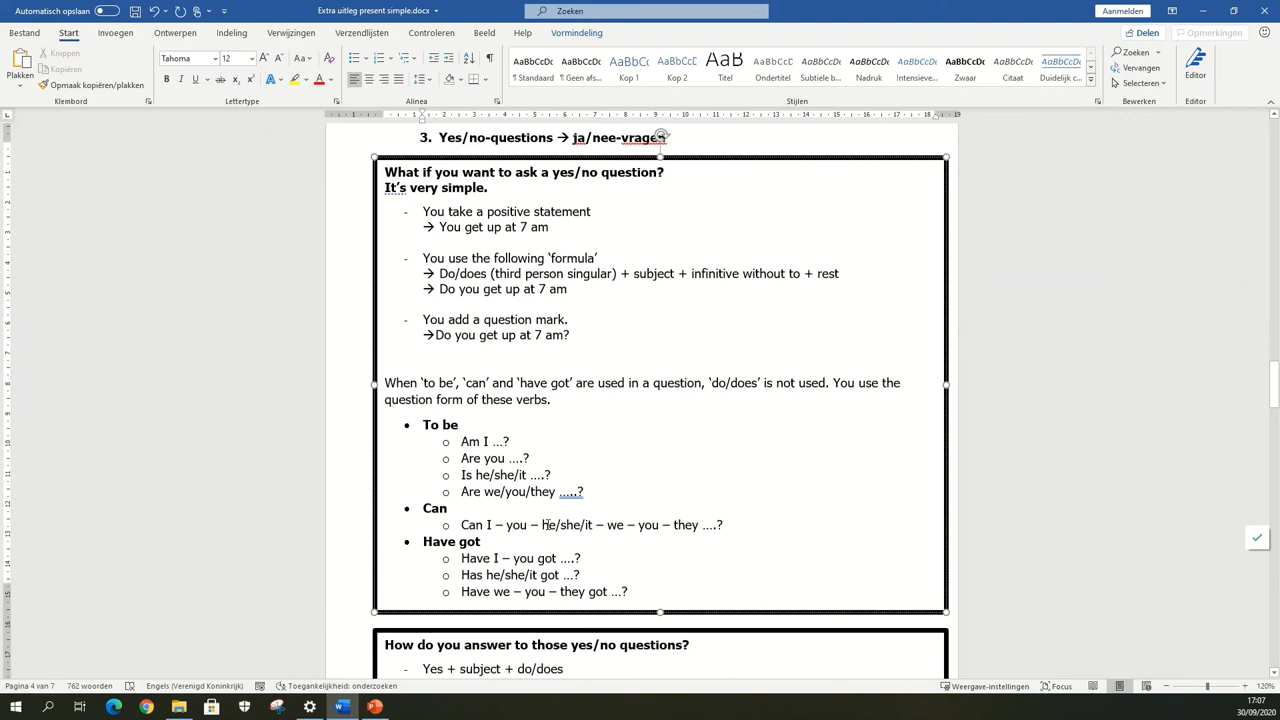 Automatisch opslaan
Extra uitleg present simple.docx
Zoeken
Aanmelden
Bestand Start Invoegen Ontwerpen Indeling Verwijzingen Verzendlijsten Controleren Beeld Help Vormindeling Delen Opmerkingen
Plakken
Knippen
Kopiëren
Opmaak kopiëren/plakken
Klembord
Tahoma 12
Lettertype
Alinea
AaBbCcDc AaBbCcDc AaBbC AaBbCcC AaB AaBbCcD AaBbCcDc AaBbCcDc AaBbCcDc AaBbCcDc AaBbCcDc AaBbCcDc
¶ Standaard ¶ Geen afs... Kop 1 Kop 2 Titel Ondertitel Subtiele b... Nadruk Intensieve... Zwaar Citaat Duidelijk c...
Stijlen
Zoeken
Vervangen
Selecteren
Bewerken
Editor
Editor
3. Yes/no-questions → ja/nee-vragen
What if you want to ask a yes/no question?
It's very simple.
- You take a positive statement
→ You get up at 7 am
- You use the following ‘formula’
→ Do/does (third person singular) + subject + infinitive without to + rest
→ Do you get up at 7 am
- You add a question mark.
→Do you get up at 7 am?
When ‘to be’, ‘can’ and ‘have got’ are used in a question, ‘do/does’ is not used. You use the
question form of these verbs.
• To be
o Am I …?
o Are you ….?
o Is he/she/it ….?
o Are we/you/they …..?
• Can
o Can I – you – he/she/it – we – you – they ….?
• Have got
o Have I – you got ….?
o Has he/she/it got …?
o Have we – you – they got …?
How do you answer to those yes/no questions?
- Yes + subject + do/does
Pagina 4 van 7 762 woorden Engels (Verenigd Koninkrijk) Toegankelijkheid: onderzoeken Weergave-instellingen Focus 120%
17:07
30/09/2020